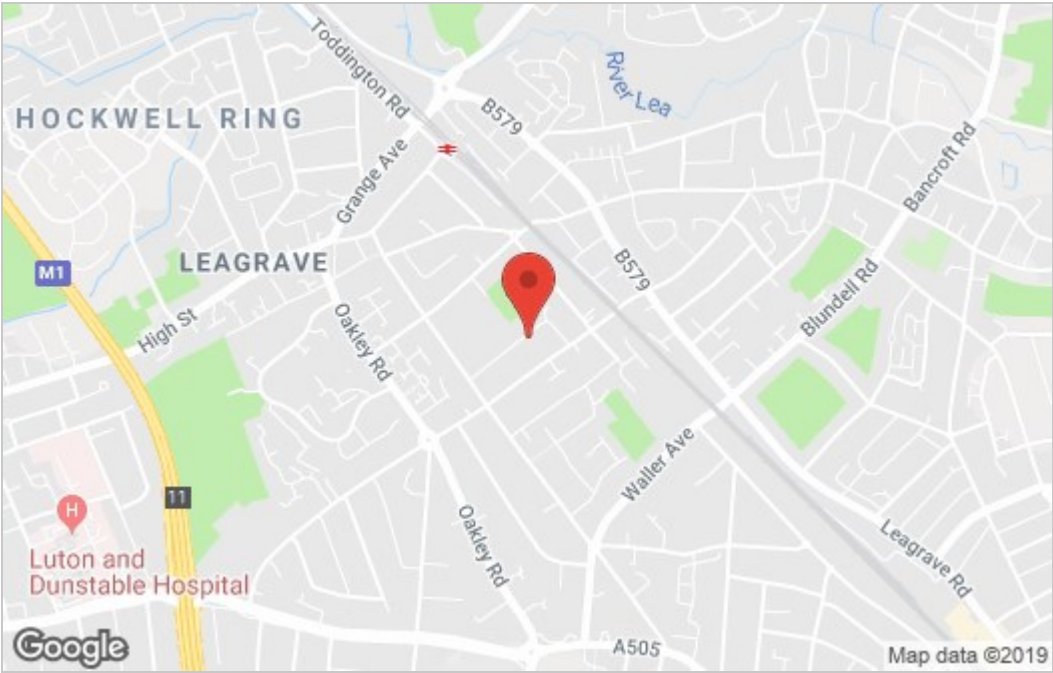 Toddington Rd
River Lea
B579
HOCKWELL RING
Grange Ave
Bancroft Rd
LEAGRAVE
B579
M1
High St
Oakley Rd
Blundell Rd
Waller Ave
11
H
Luton and
Dunstable Hospital
Oakley Rd
Leagrave Rd
A505
Google
Map data ©2019